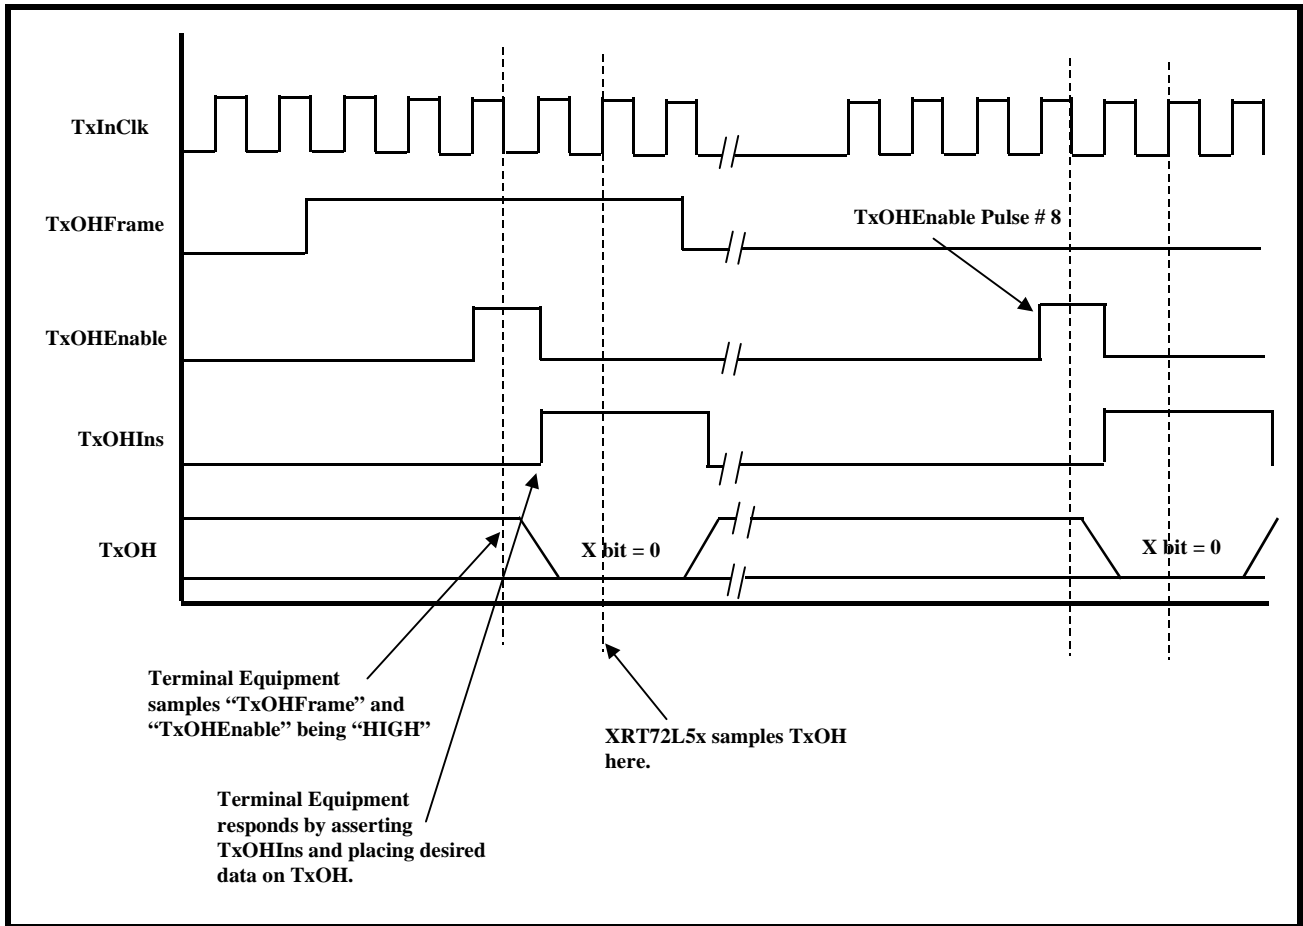 TxInClk
TxOHFrame
TxOHEnable Pulse # 8
TxOHEnable
TxOHIns
TxOH
X bit = 0
X bit = 0
Terminal Equipment
samples “TxOHFrame” and
“TxOHEnable” being “HIGH”
XRT72L5x samples TxOH
here.
Terminal Equipment
responds by asserting
TxOHIns and placing desired
data on TxOH.